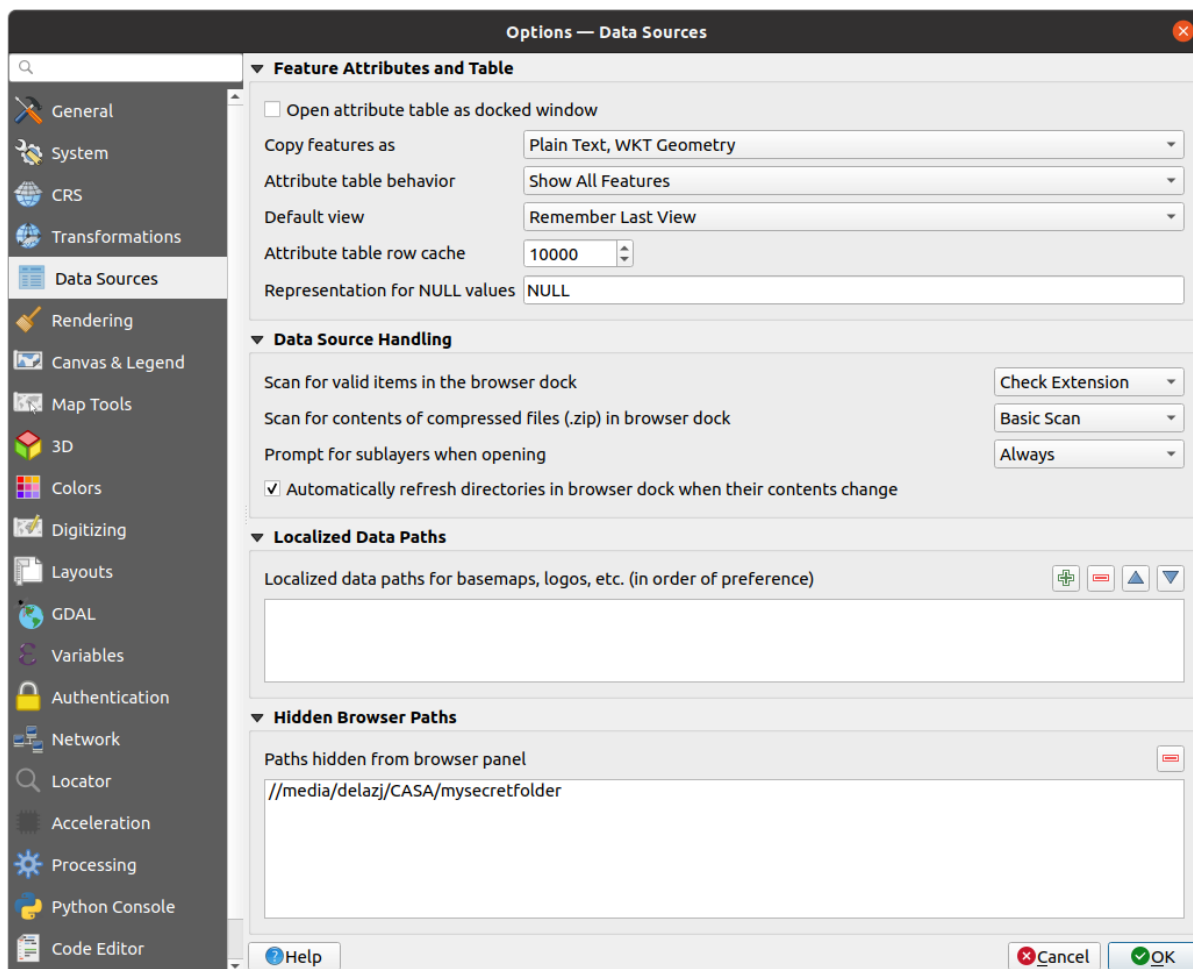 Options — Data Sources
General
System
CRS
Transformations
Data Sources
Rendering
Canvas & Legend
Map Tools
3D
Colors
Digitizing
Layouts
GDAL
Variables
Authentication
Network
Locator
Acceleration
Processing
Python Console
Code Editor
Feature Attributes and Table
Open attribute table as docked window
Copy features as Plain Text, WKT Geometry
Attribute table behavior Show All Features
Default view Remember Last View
Attribute table row cache 10000
Representation for NULL values NULL
Data Source Handling
Scan for valid items in the browser dock Check Extension
Scan for contents of compressed files (.zip) in browser dock Basic Scan
Prompt for sublayers when opening Always
Automatically refresh directories in browser dock when their contents change
Localized Data Paths
Localized data paths for basemaps, logos, etc. (in order of preference)
Hidden Browser Paths
Paths hidden from browser panel
//media/delazj/CASA/mysecretfolder
Help Cancel OK